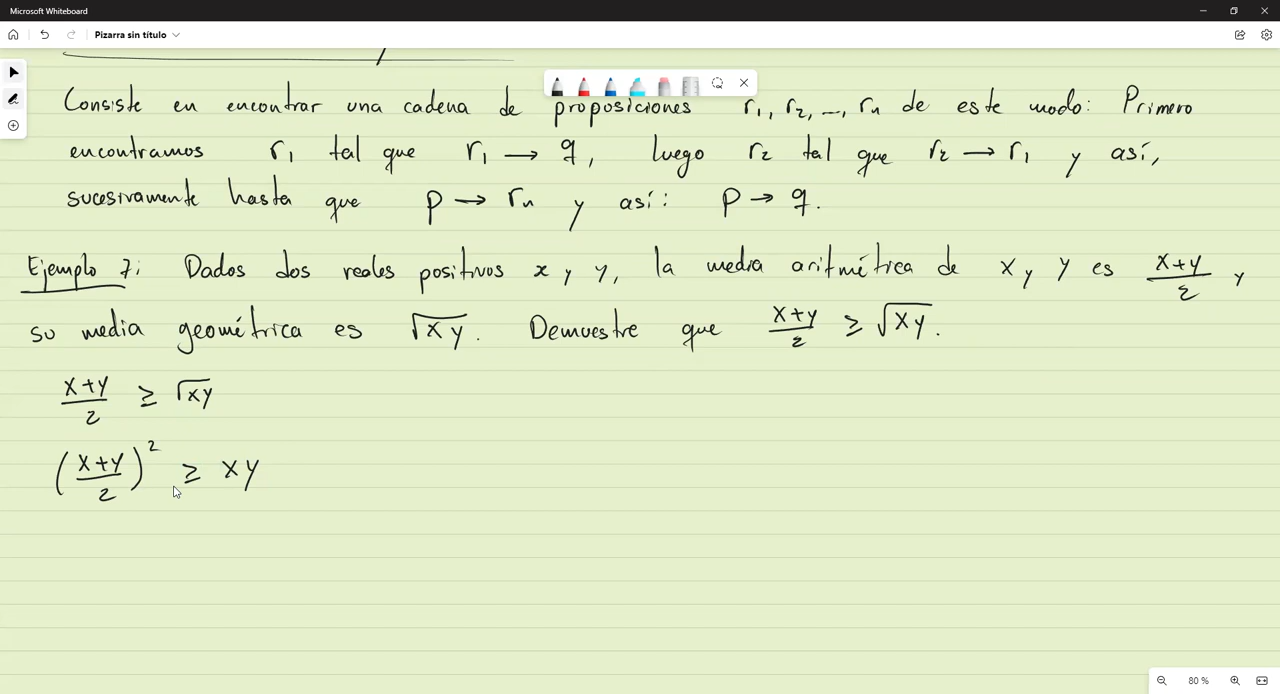 Microsoft Whiteboard
Pizarra sin título
Consiste en encontrar una cadena de proposiciones r₁, r₂, ..., rₙ de este modo: Primero
encontramos r₁ tal que r₁ → q, luego r₂ tal que r₂ → r₁ y así,
sucesivamente hasta que p → rₙ y así: p → q.
Ejemplo 7: Dados dos reales positivos x y y, la media aritmétrica de x y y es (x+y)/2 y
su media geométrica es √xy. Demuestre que (x+y)/2 ≥ √xy.
(x+y)/2 ≥ √xy
((x+y)/2)² ≥ xy
80 %